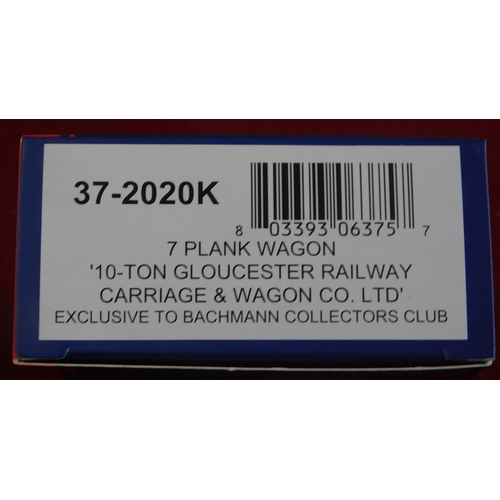 37-2020K
8 03393 06375 7
7 PLANK WAGON
'10-TON GLOUCESTER RAILWAY
CARRIAGE & WAGON CO. LTD'
EXCLUSIVE TO BACHMANN COLLECTORS CLUB